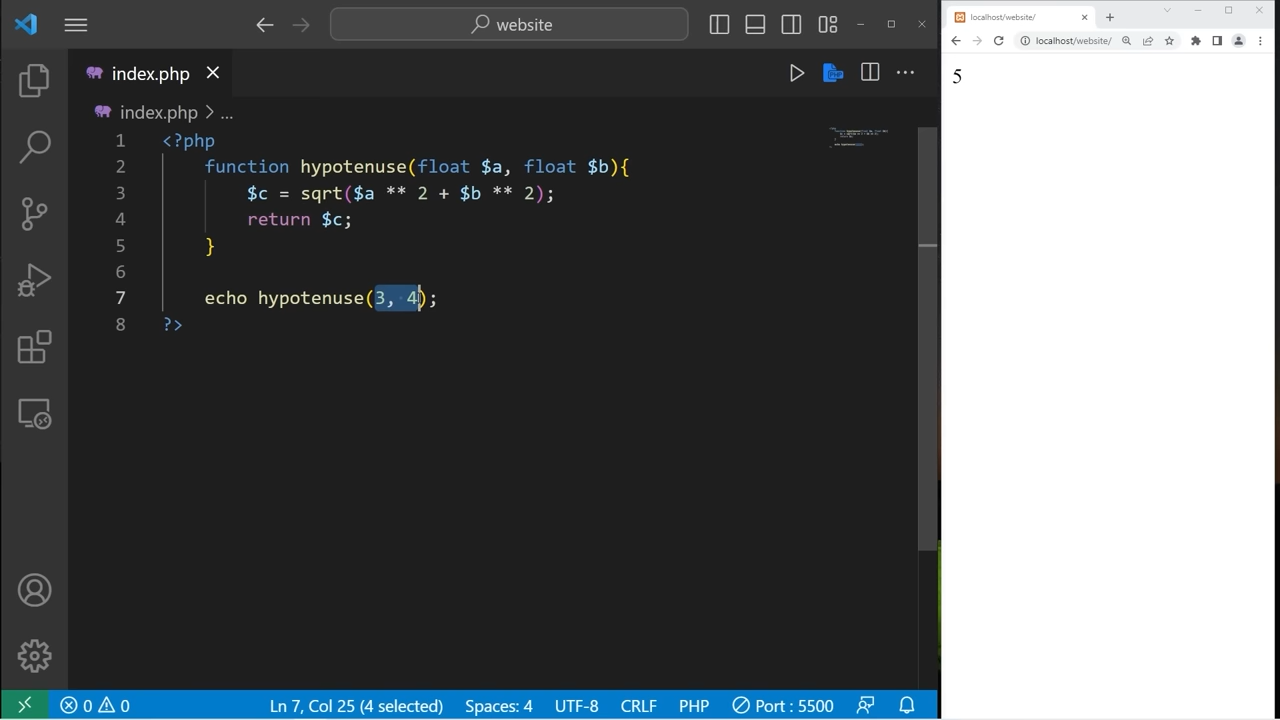 website
index.php
index.php > ...
1 <?php
2 function hypotenuse(float $a, float $b){
3 $c = sqrt($a ** 2 + $b ** 2);
4 return $c;
5 }
6
7 echo hypotenuse(3, 4);
8 ?>
0 0 Ln 7, Col 25 (4 selected) Spaces: 4 UTF-8 CRLF PHP Port : 5500
localhost/website/
localhost/website/
5